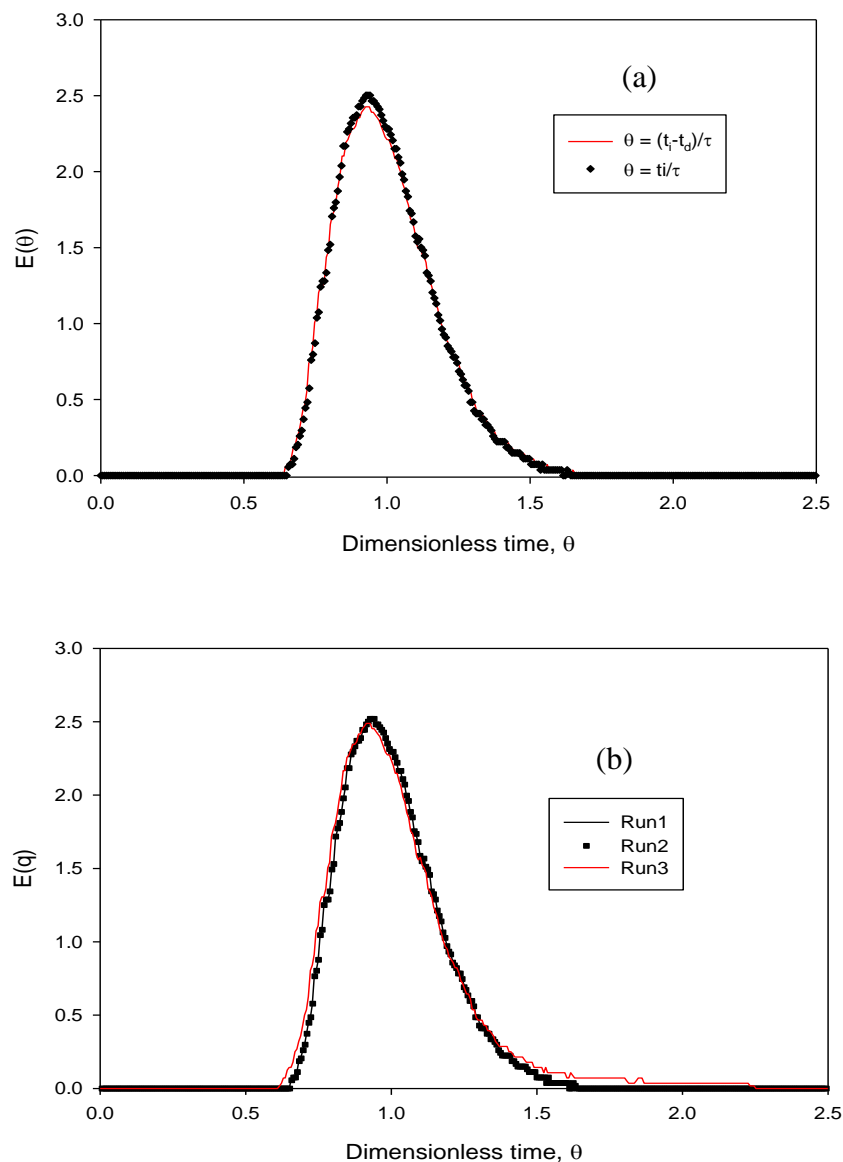 3.0
(a)
2.5
θ = (tᵢ-t_d)/τ
θ = ti/τ
2.0
E(θ)
1.5
1.0
0.5
0.0
0.0 0.5 1.0 1.5 2.0 2.5
Dimensionless time, θ
3.0
2.5
(b)
2.0
Run1
Run2
Run3
E(q)
1.5
1.0
0.5
0.0
0.0 0.5 1.0 1.5 2.0 2.5
Dimensionless time, θ